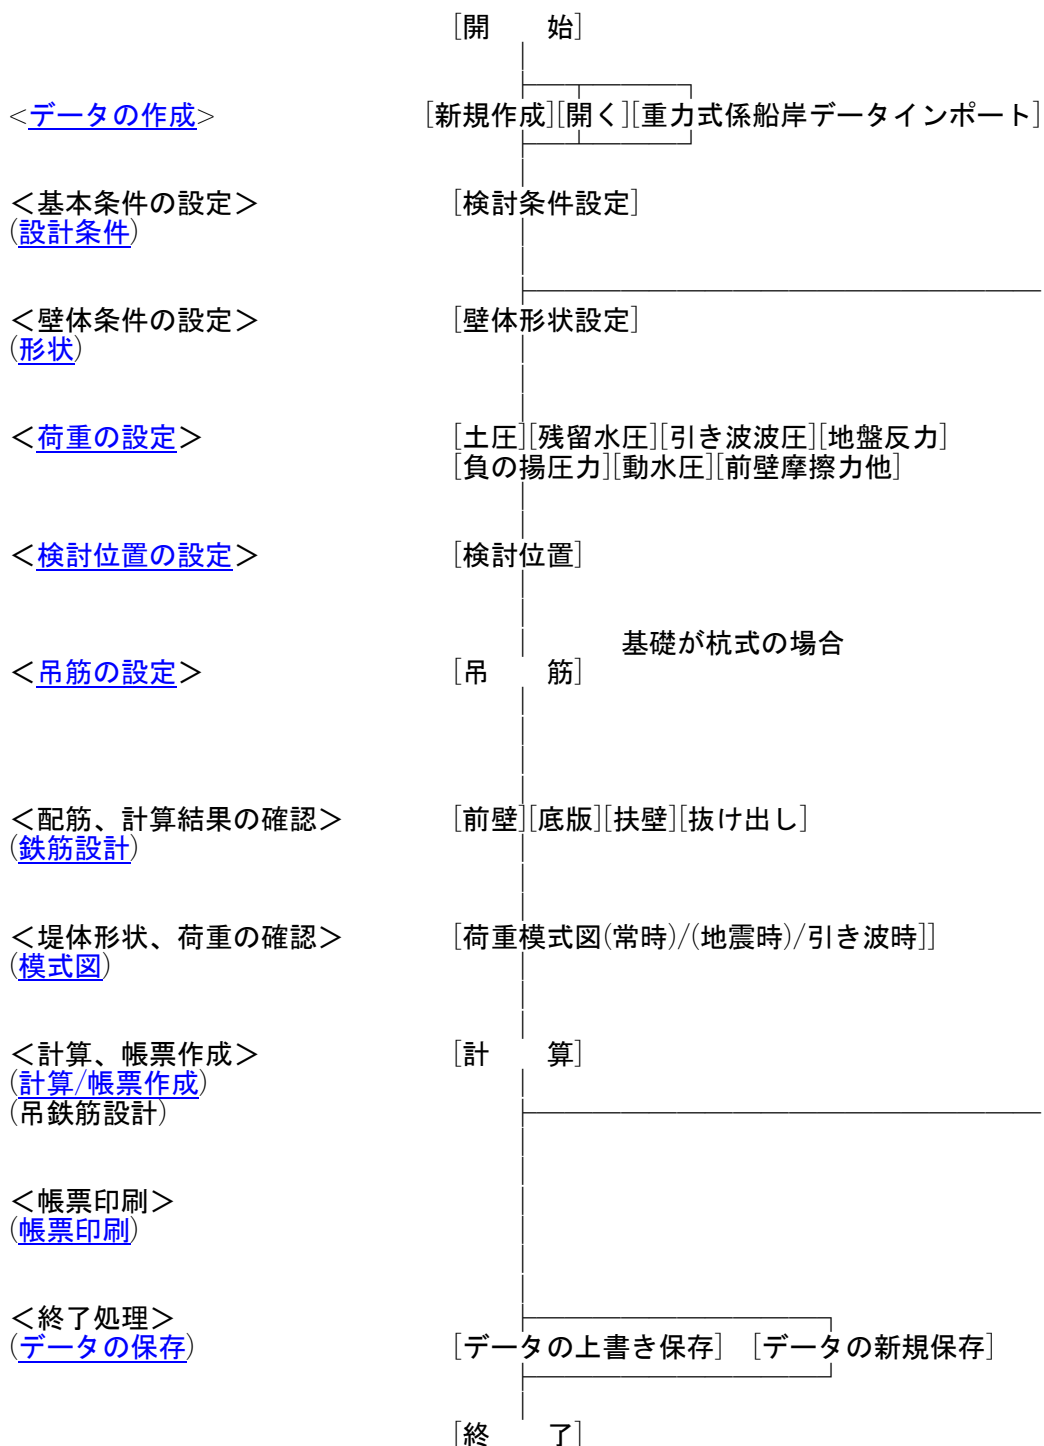 [開　　始]
<データの作成>　[新規作成][開く][重力式係船岸データインポート]
＜基本条件の設定＞　[検討条件設定]
(設計条件)
＜壁体条件の設定＞　[壁体形状設定]
(形状)
＜荷重の設定＞　[土圧][残留水圧][引き波波圧][地盤反力]
[負の揚圧力][動水圧][前壁摩擦力他]
＜検討位置の設定＞　[検討位置]
基礎が杭式の場合
＜吊筋の設定＞　[吊　　筋]
＜配筋、計算結果の確認＞　[前壁][底版][扶壁][抜け出し]
(鉄筋設計)
＜堤体形状、荷重の確認＞　[荷重模式図(常時)/(地震時)/引き波時]]
(模式図)
＜計算、帳票作成＞　[計　　算]
(計算/帳票作成)
(吊鉄筋設計)
＜帳票印刷＞
(帳票印刷)
＜終了処理＞
(データの保存)　[データの上書き保存]　[データの新規保存]
[終　　了]